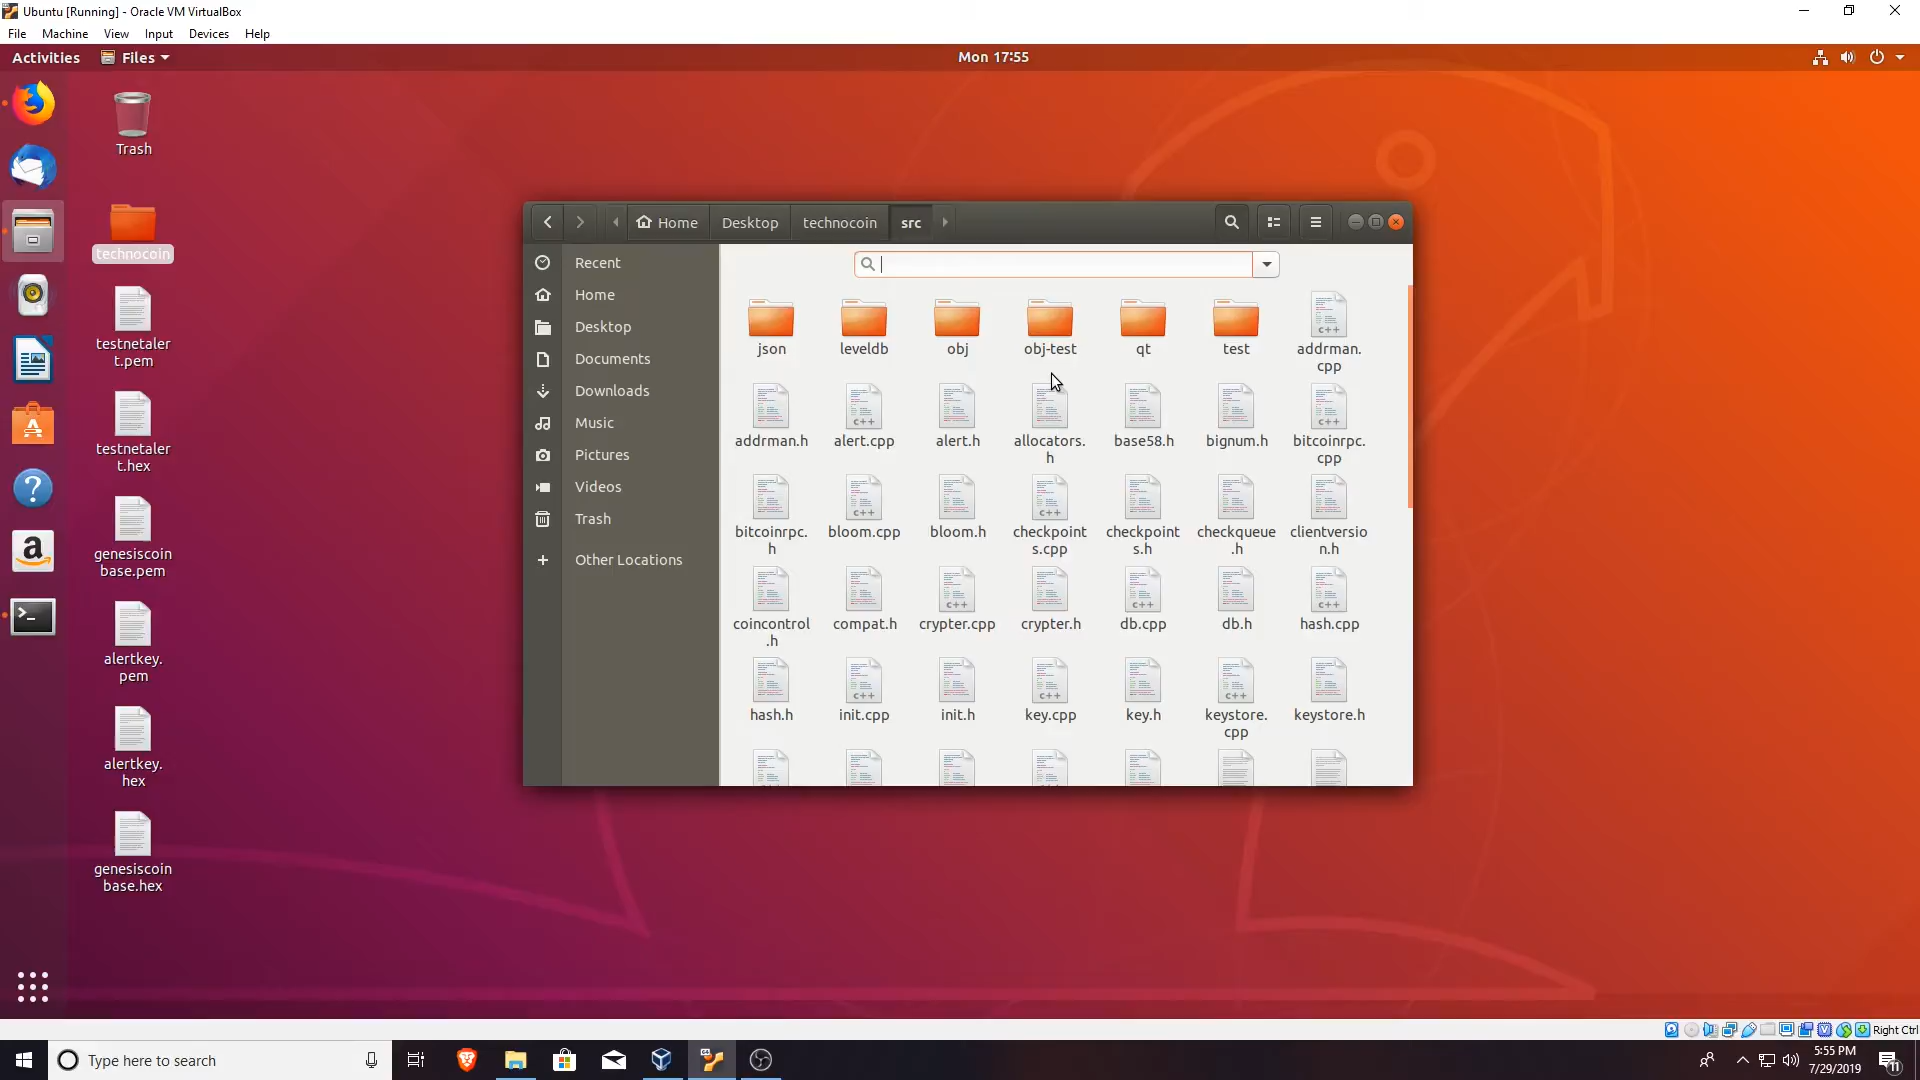 Ubuntu [Running] - Oracle VM VirtualBox
File Machine View Input Devices Help
Activities Files Mon 17:55
Trash
technocoin
testnetaler
t.pem
testnetaler
t.hex
genesiscoin
base.pem
alertkey.
pem
alertkey.
hex
genesiscoin
base.hex
Home Desktop technocoin src
Recent
Home
Desktop
Documents
Downloads
Music
Pictures
Videos
Trash
+ Other Locations
json leveldb obj obj-test qt test addrman.
cpp
addrman.h alert.cpp alert.h allocators.
h base58.h bignum.h bitcoinrpc.
cpp
bitcoinrpc.
h bloom.cpp bloom.h checkpoint
s.cpp checkpoint
s.h checkqueue
.h clientversio
n.h
coincontrol
.h compat.h crypter.cpp crypter.h db.cpp db.h hash.cpp
hash.h init.cpp init.h key.cpp key.h keystore.
cpp keystore.h
Right Ctrl
Type here to search
5:55 PM
7/29/2019
11